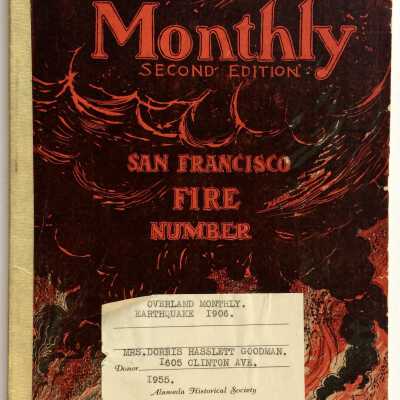 Monthly
SECOND EDITION
SAN FRANCISCO
FIRE
NUMBER
OVERLAND MONTHLY.
EARTHQUAKE 1906.
MRS.DORRIS HASSLETT GOODMAN.
1605 CLINTON AVE.
Donor
1955.
Alameda Historical Society